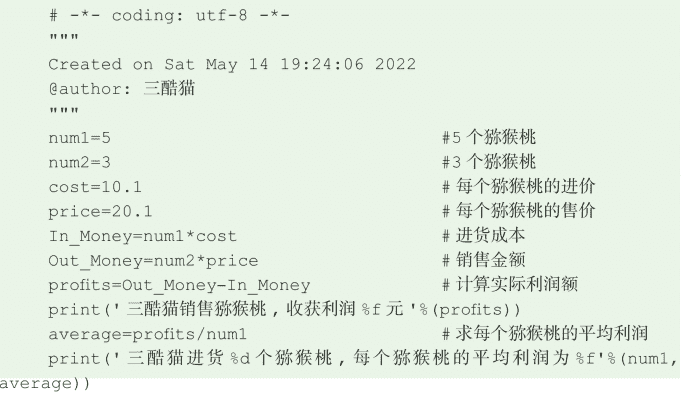 # -*- coding: utf-8 -*-
"""
Created on Sat May 14 19:24:06 2022
@author: 三酷猫
"""
num1=5 #5个猕猴桃
num2=3 #3个猕猴桃
cost=10.1 #每个猕猴桃的进价
price=20.1 #每个猕猴桃的售价
In_Money=num1*cost #进货成本
Out_Money=num2*price #销售金额
profits=Out_Money-In_Money #计算实际利润额
print('三酷猫销售猕猴桃,收获利润%f元'%(profits))
average=profits/num1 #求每个猕猴桃的平均利润
print('三酷猫进货%d个猕猴桃,每个猕猴桃的平均利润为%f'%(num1,
average))